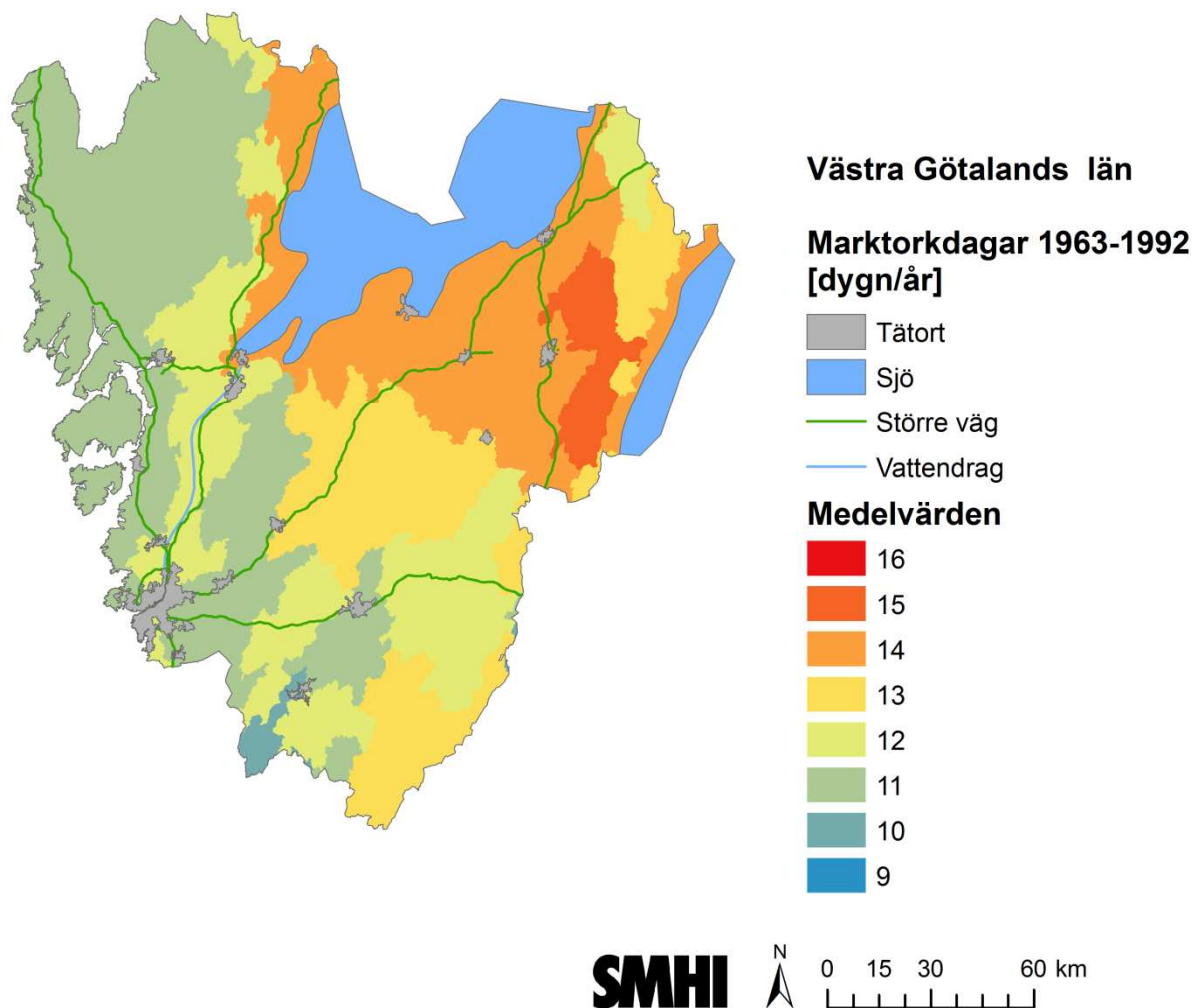 Västra Götalands län
Marktorkdagar 1963-1992
[dygn/år]
Tätort
Sjö
Större väg
Vattendrag
Medelvärden
16
15
14
13
12
11
10
9
SMHI
N
0 15 30 60 km